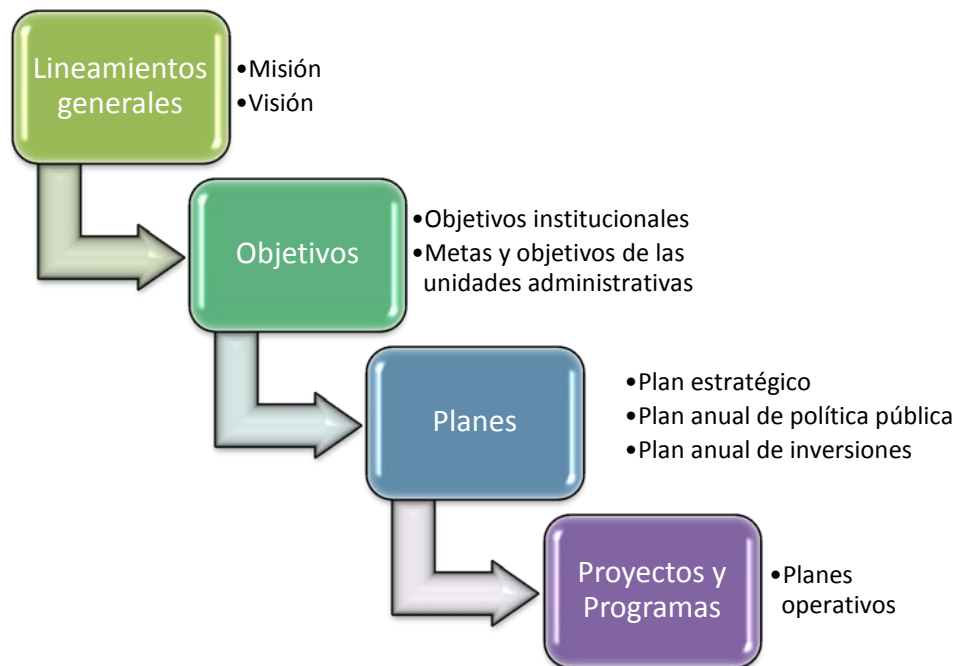 Lineamientos
generales
•Misión
•Visión
Objetivos
•Objetivos institucionales
•Metas y objetivos de las
unidades administrativas
Planes
•Plan estratégico
•Plan anual de política pública
•Plan anual de inversiones
Proyectos y
Programas
•Planes
operativos